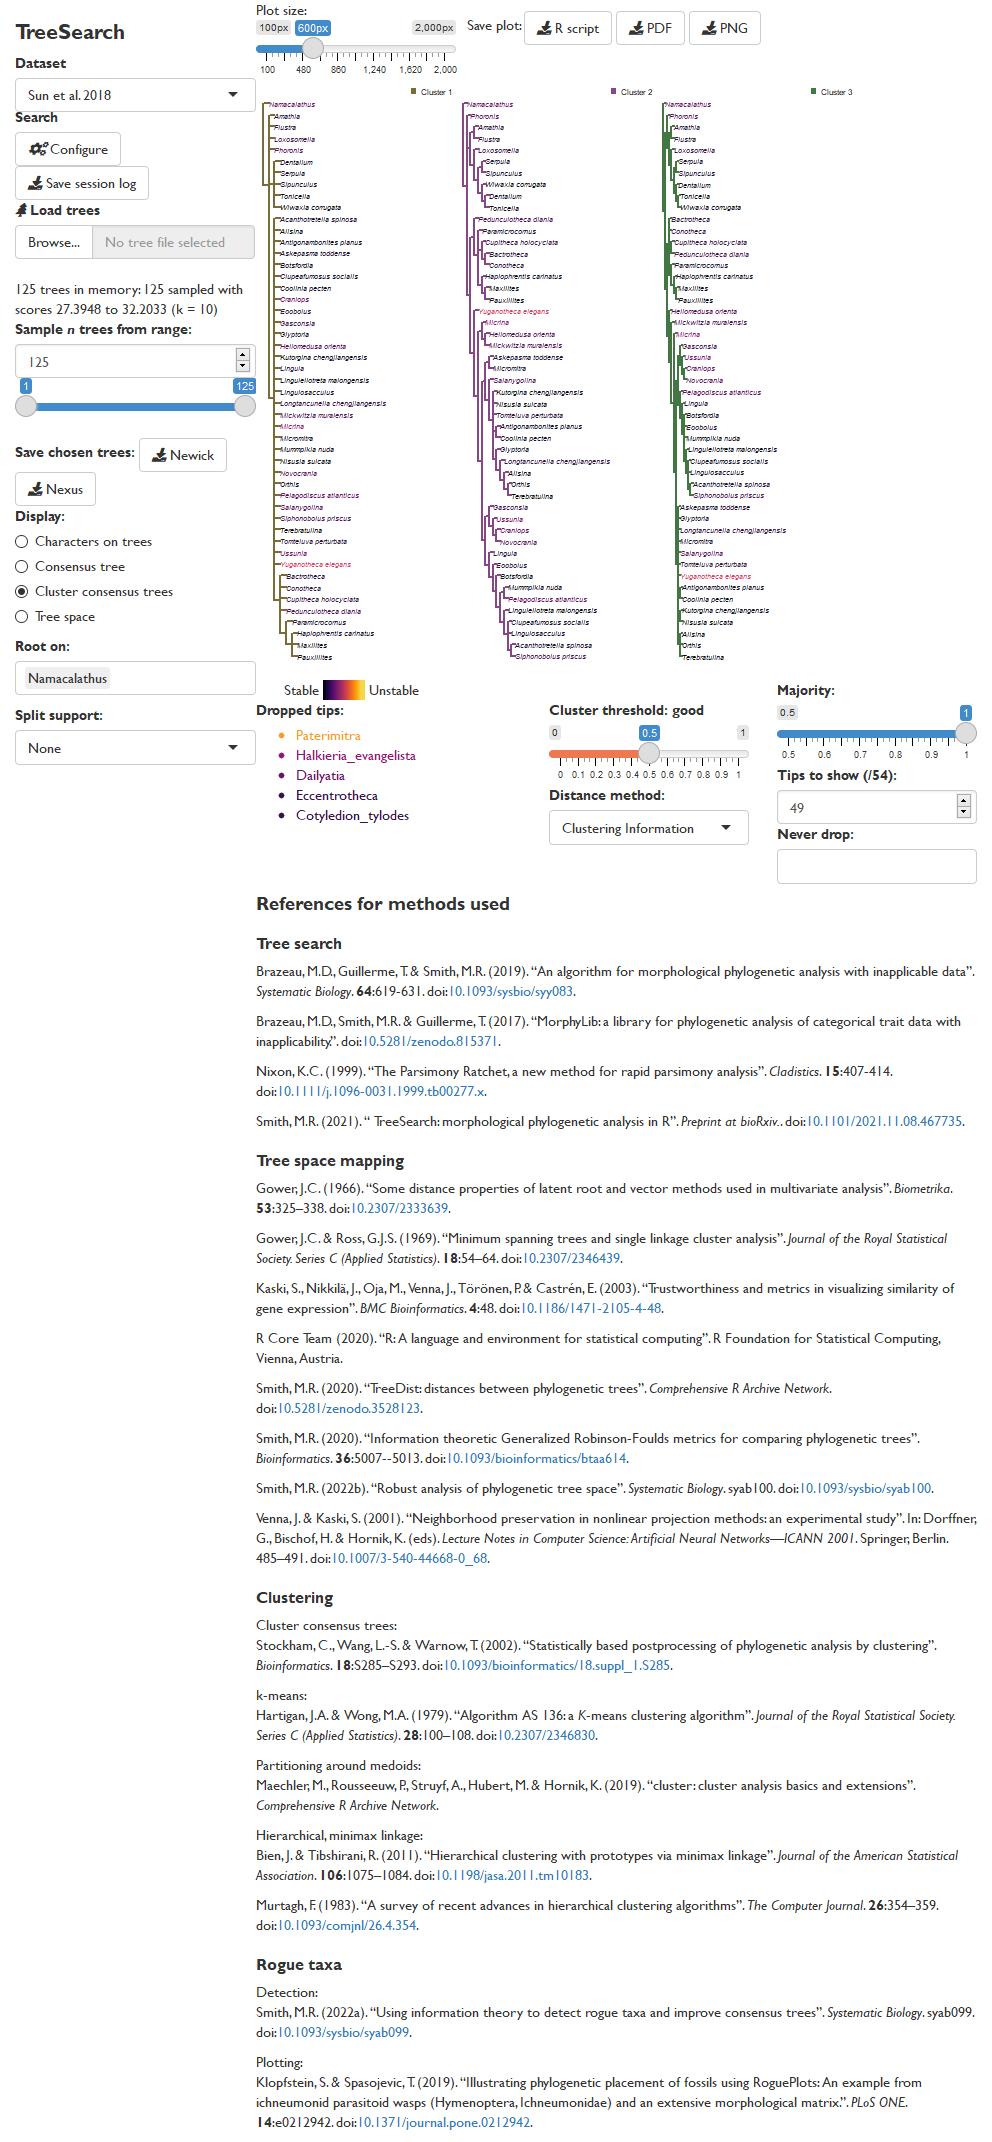 TreeSearch
Dataset
Sun et al. 2018
Search
Configure
Save session log
Load trees
Browse... No tree file selected
125 trees in memory: 125 sampled with
scores 27.3948 to 32.2033 (k = 10)
Sample n trees from range:
125
1 125
Save chosen trees: Newick
Nexus
Display:
Characters on trees
Consensus tree
Cluster consensus trees
Tree space
Root on:
Namacalathus
Split support:
None
Plot size:
100px 600px 2,000px
100 480 860 1,240 1,620 2,000
Save plot: R script PDF PNG
Cluster 1
Namacalathus
Amathia
Flustra
Loxosomella
Phoronis
Dentalium
Serpula
Sipunculus
Tonicella
Wiwaxia corrugata
Acanthotretella spinosa
Alisina
Antigonambonites planus
Askepasma toddense
Botsfordia
Clupeafumosus socialis
Coolinia pecten
Craniops
Eoobolus
Gasconsia
Glyptoria
Heliomedusa orienta
Kutorgina chengjiangensis
Lingula
Lingulellotreta malongensis
Lingulosacculus
Longtancunella chengjiangensis
Mickwitzia muralensis
Micrina
Micromitra
Mummpikia nuda
Nisusia sulcata
Novocrania
Orthis
Pelagodiscus atlanticus
Salanygolina
Siphonobolus priscus
Terebratulina
Tomteluva perturbata
Ussunia
Yuganotheca elegans
Bactrotheca
Conotheca
Cupitheca holocyclata
Pedunculotheca diania
Paramicrocornus
Haplophrentis carinatus
Maxilites
Pauxillites
Cluster 2
Namacalathus
Phoronis
Amathia
Flustra
Loxosomella
Serpula
Sipunculus
Wiwaxia corrugata
Dentalium
Tonicella
Pedunculotheca diania
Paramicrocornus
Cupitheca holocyclata
Bactrotheca
Conotheca
Haplophrentis carinatus
Maxilites
Pauxillites
Yuganotheca elegans
Micrina
Heliomedusa orienta
Mickwitzia muralensis
Askepasma toddense
Micromitra
Salanygolina
Kutorgina chengjiangensis
Nisusia sulcata
Tomteluva perturbata
Antigonambonites planus
Coolinia pecten
Glyptoria
Longtancunella chengjiangensis
Alisina
Orthis
Terebratulina
Gasconsia
Ussunia
Craniops
Novocrania
Lingula
Eoobolus
Botsfordia
Mummpikia nuda
Pelagodiscus atlanticus
Lingulellotreta malongensis
Clupeafumosus socialis
Lingulosacculus
Acanthotretella spinosa
Siphonobolus priscus
Cluster 3
Namacalathus
Phoronis
Amathia
Flustra
Loxosomella
Serpula
Sipunculus
Dentalium
Tonicella
Wiwaxia corrugata
Bactrotheca
Conotheca
Cupitheca holocyclata
Pedunculotheca diania
Paramicrocornus
Haplophrentis carinatus
Maxilites
Pauxillites
Heliomedusa orienta
Mickwitzia muralensis
Micrina
Gasconsia
Ussunia
Craniops
Novocrania
Pelagodiscus atlanticus
Lingula
Botsfordia
Eoobolus
Mummpikia nuda
Lingulellotreta malongensis
Clupeafumosus socialis
Lingulosacculus
Acanthotretella spinosa
Siphonobolus priscus
Askepasma toddense
Glyptoria
Longtancunella chengjiangensis
Micromitra
Salanygolina
Tomteluva perturbata
Yuganotheca elegans
Antigonambonites planus
Coolinia pecten
Kutorgina chengjiangensis
Nisusia sulcata
Alisina
Orthis
Terebratulina
Stable Unstable
Dropped tips:
Paterimitra
Halkieria_evangelista
Dailyatia
Eccentrotheca
Cotyledion_tylodes
Cluster threshold: good
0 0.5 1
0 0.1 0.2 0.3 0.4 0.5 0.6 0.7 0.8 0.9 1
Distance method:
Clustering Information
Majority:
0.5 1
0.5 0.6 0.7 0.8 0.9 1
Tips to show (/54):
49
Never drop:
References for methods used
Tree search
Brazeau, M.D., Guillerme, T. & Smith, M.R. (2019). “An algorithm for morphological phylogenetic analysis with inapplicable data”.
Systematic Biology. 64:619-631. doi:10.1093/sysbio/syy083.
Brazeau, M.D., Smith, M.R. & Guillerme, T. (2017). “MorphyLib: a library for phylogenetic analysis of categorical trait data with
inapplicability.”. doi:10.5281/zenodo.815371.
Nixon, K.C. (1999). “The Parsimony Ratchet, a new method for rapid parsimony analysis”. Cladistics. 15:407-414.
doi:10.1111/j.1096-0031.1999.tb00277.x.
Smith, M.R. (2021). “ TreeSearch: morphological phylogenetic analysis in R”. Preprint at bioRxiv.. doi:10.1101/2021.11.08.467735.
Tree space mapping
Gower, J.C. (1966). “Some distance properties of latent root and vector methods used in multivariate analysis”. Biometrika.
53:325–338. doi:10.2307/2333639.
Gower, J.C. & Ross, G.J.S. (1969). “Minimum spanning trees and single linkage cluster analysis”. Journal of the Royal Statistical
Society. Series C (Applied Statistics). 18:54–64. doi:10.2307/2346439.
Kaski, S., Nikkilä, J., Oja, M., Venna, J., Törönen, P. & Castrén, E. (2003). “Trustworthiness and metrics in visualizing similarity of
gene expression”. BMC Bioinformatics. 4:48. doi:10.1186/1471-2105-4-48.
R Core Team (2020). “R: A language and environment for statistical computing”. R Foundation for Statistical Computing,
Vienna, Austria.
Smith, M.R. (2020). “TreeDist: distances between phylogenetic trees”. Comprehensive R Archive Network.
doi:10.5281/zenodo.3528123.
Smith, M.R. (2020). “Information theoretic Generalized Robinson-Foulds metrics for comparing phylogenetic trees”.
Bioinformatics. 36:5007--5013. doi:10.1093/bioinformatics/btaa614.
Smith, M.R. (2022b). “Robust analysis of phylogenetic tree space”. Systematic Biology. syab100. doi:10.1093/sysbio/syab100.
Venna, J. & Kaski, S. (2001). “Neighborhood preservation in nonlinear projection methods: an experimental study”. In: Dorffner,
G., Bischof, H. & Hornik, K. (eds). Lecture Notes in Computer Science: Artificial Neural Networks—ICANN 2001. Springer, Berlin.
485–491. doi:10.1007/3-540-44668-0_68.
Clustering
Cluster consensus trees:
Stockham, C., Wang, L.-S. & Warnow, T. (2002). “Statistically based postprocessing of phylogenetic analysis by clustering”.
Bioinformatics. 18:S285–S293. doi:10.1093/bioinformatics/18.suppl_1.S285.
k-means:
Hartigan, J.A. & Wong, M.A. (1979). “Algorithm AS 136: a K-means clustering algorithm”. Journal of the Royal Statistical Society.
Series C (Applied Statistics). 28:100–108. doi:10.2307/2346830.
Partitioning around medoids:
Maechler, M., Rousseeuw, P., Struyf, A., Hubert, M. & Hornik, K. (2019). “cluster: cluster analysis basics and extensions”.
Comprehensive R Archive Network.
Hierarchical, minimax linkage:
Bien, J. & Tibshirani, R. (2011). “Hierarchical clustering with prototypes via minimax linkage”. Journal of the American Statistical
Association. 106:1075–1084. doi:10.1198/jasa.2011.tm10183.
Murtagh, F. (1983). “A survey of recent advances in hierarchical clustering algorithms”. The Computer Journal. 26:354–359.
doi:10.1093/comjnl/26.4.354.
Rogue taxa
Detection:
Smith, M.R. (2022a). “Using information theory to detect rogue taxa and improve consensus trees”. Systematic Biology. syab099.
doi:10.1093/sysbio/syab099.
Plotting:
Klopfstein, S. & Spasojevic, T. (2019). “Illustrating phylogenetic placement of fossils using RoguePlots: An example from
ichneumonid parasitoid wasps (Hymenoptera, Ichneumonidae) and an extensive morphological matrix.”. PLoS ONE.
14:e0212942. doi:10.1371/journal.pone.0212942.